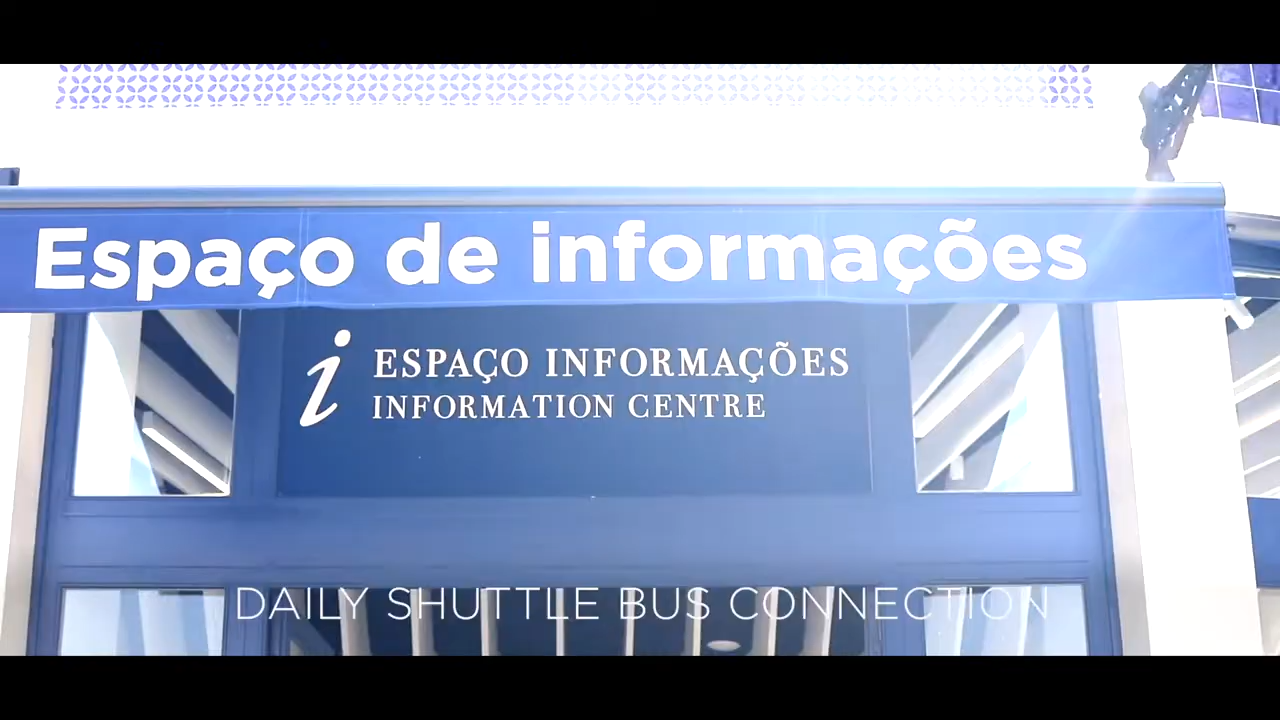 Espaço de informações
i
ESPAÇO INFORMAÇÕES
INFORMATION CENTRE
DAILY SHUTTLE BUS CONNECTION